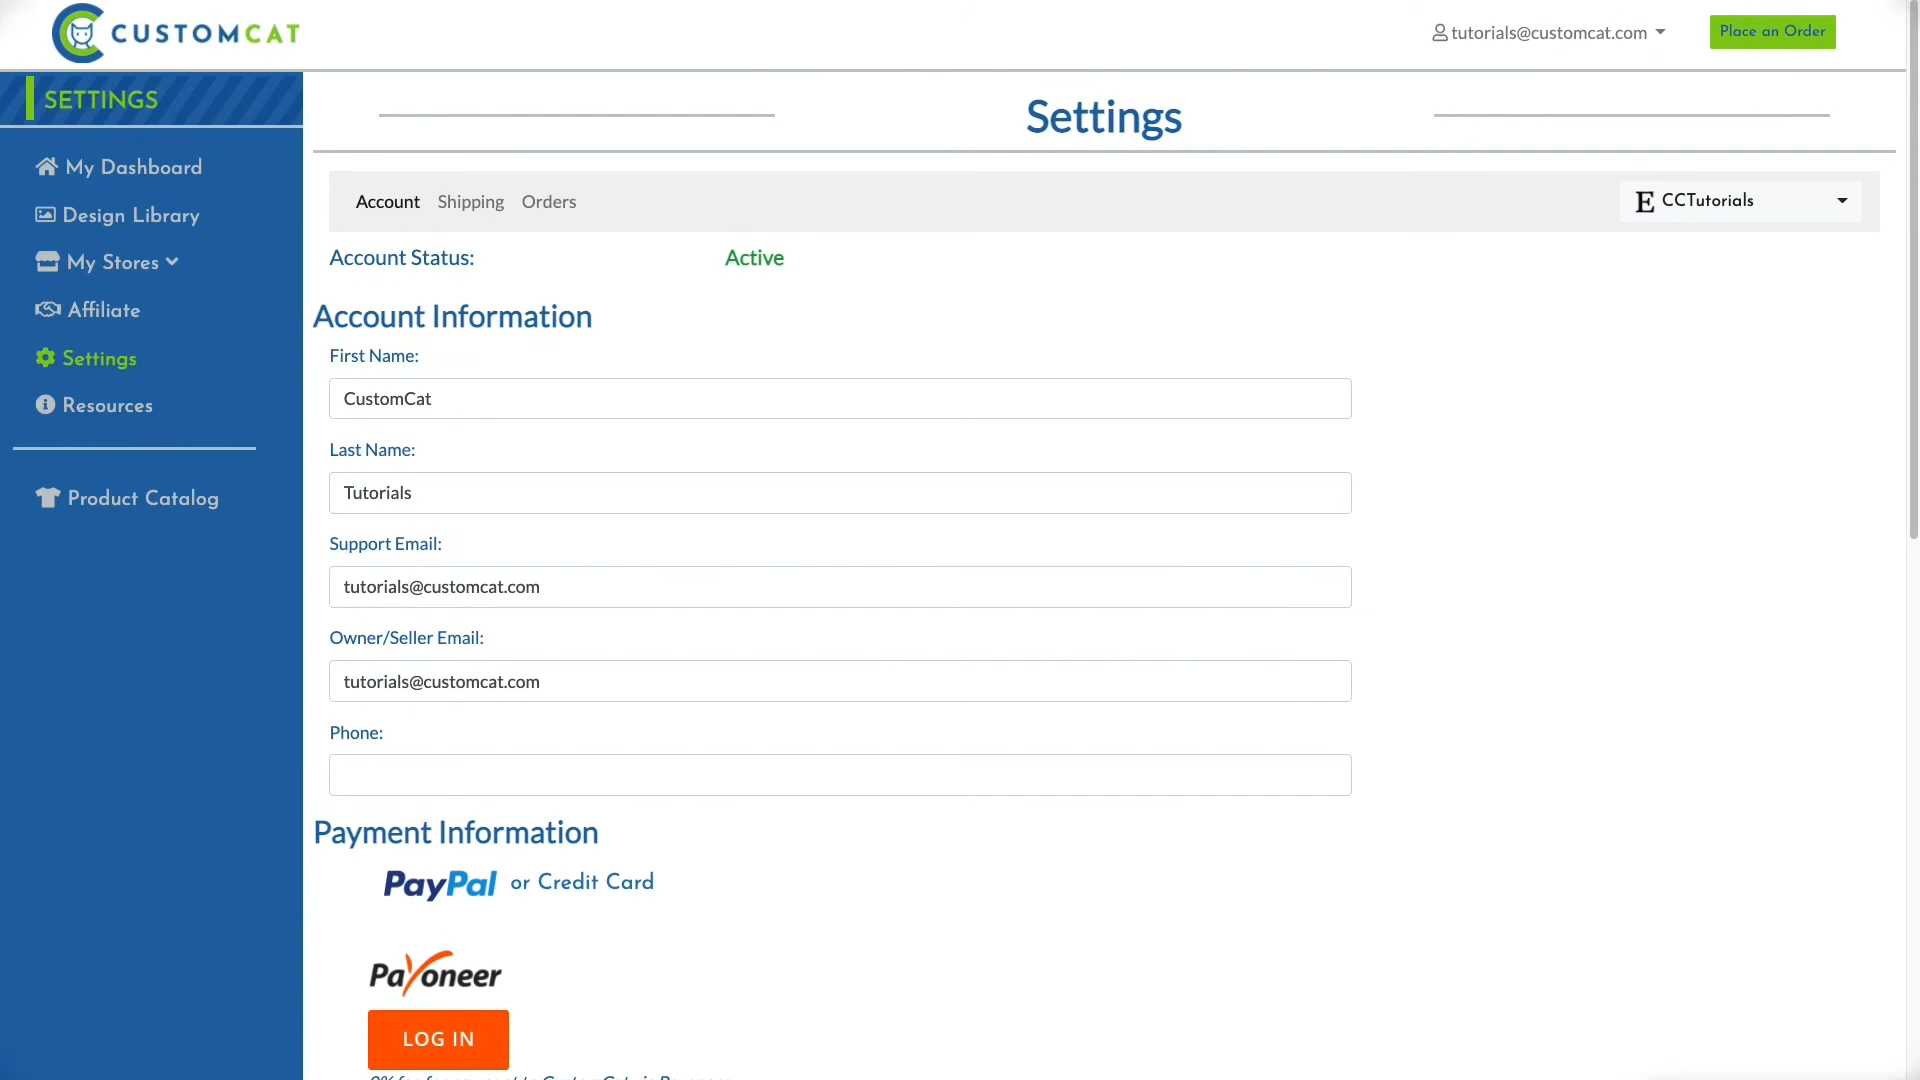 CUSTOMCAT
tutorials@customcat.com
Place an Order
SETTINGS
My Dashboard
Design Library
My Stores
Affiliate
Settings
Resources
Product Catalog
Settings
Account Shipping Orders
E CCTutorials
Account Status: Active
Account Information
First Name:
CustomCat
Last Name:
Tutorials
Support Email:
tutorials@customcat.com
Owner/Seller Email:
tutorials@customcat.com
Phone:
Payment Information
PayPal or Credit Card
Payoneer
LOG IN